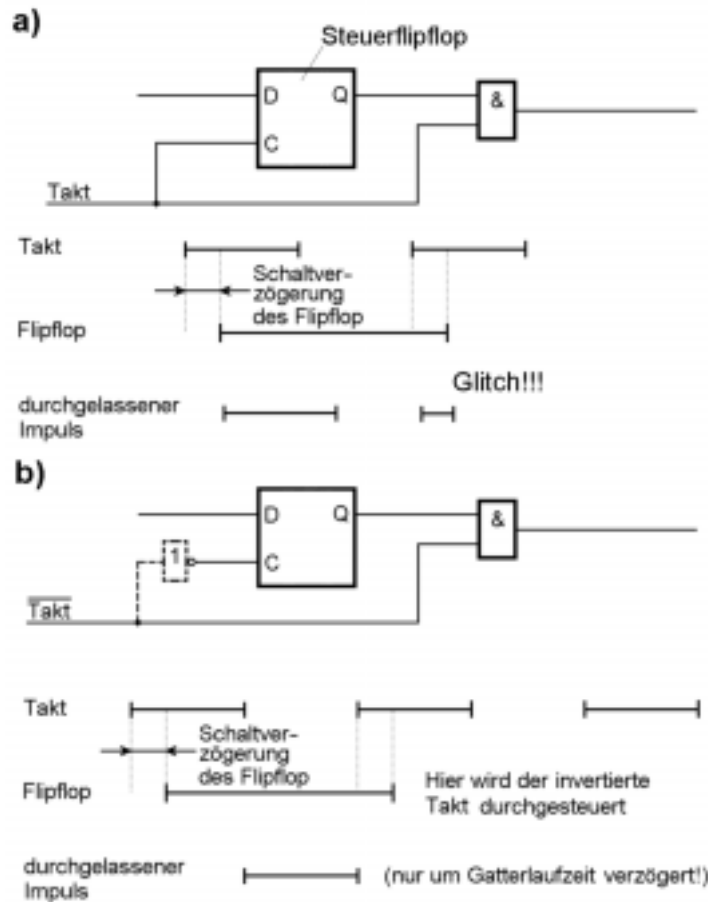 a)
Steuerflipflop
D Q
&
C
Takt
Takt
Schaltver-
zögerung
des Flipflop
Flipflop
Glitch!!!
durchgelassener
Impuls
b)
D Q
&
1
C
Takt
Takt
Schaltver-
zögerung
des Flipflop
Flipflop
Hier wird der invertierte
Takt durchgesteuert
durchgelassener
Impuls
(nur um Gatterlaufzeit verzögert!)